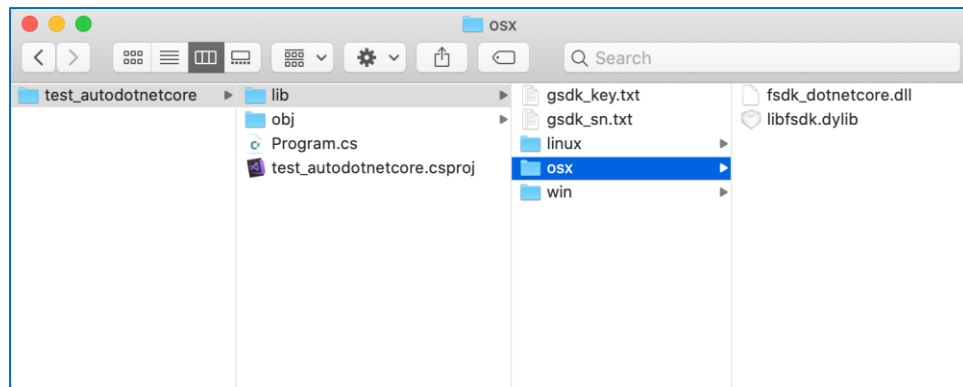 osx
Search
test_autodotnetcore
lib
obj
Program.cs
test_autodotnetcore.csproj
gsdk_key.txt
gsdk_sn.txt
linux
osx
win
fsdk_dotnetcore.dll
libfsdk.dylib